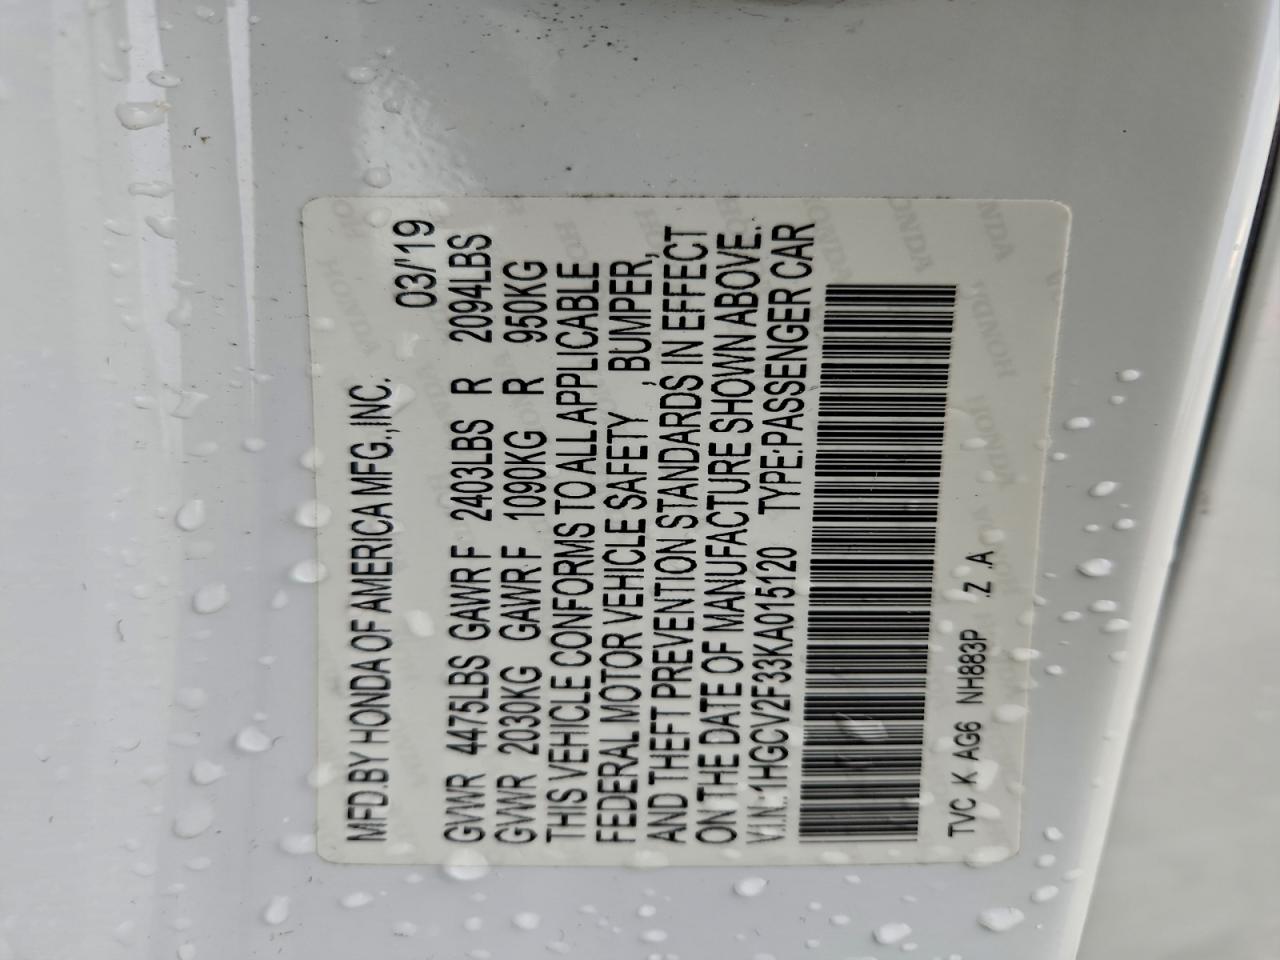 MFD.BY HONDA OF AMERICA MFG.,INC. 03/'19
GVWR 4475LBS GAWR F 2403LBS R 2094LBS
GVWR 2030KG GAWR F 1090KG R 950KG
THIS VEHICLE CONFORMS TO ALL APPLICABLE
FEDERAL MOTOR VEHICLE SAFETY , BUMPER,
AND THEFT PREVENTION STANDARDS IN EFFECT
ON THE DATE OF MANUFACTURE SHOWN ABOVE.
V.I.N.:1HGCV2F33KA015120 TYPE:PASSENGER CAR
TVC K AG6 NH883P .Z .A